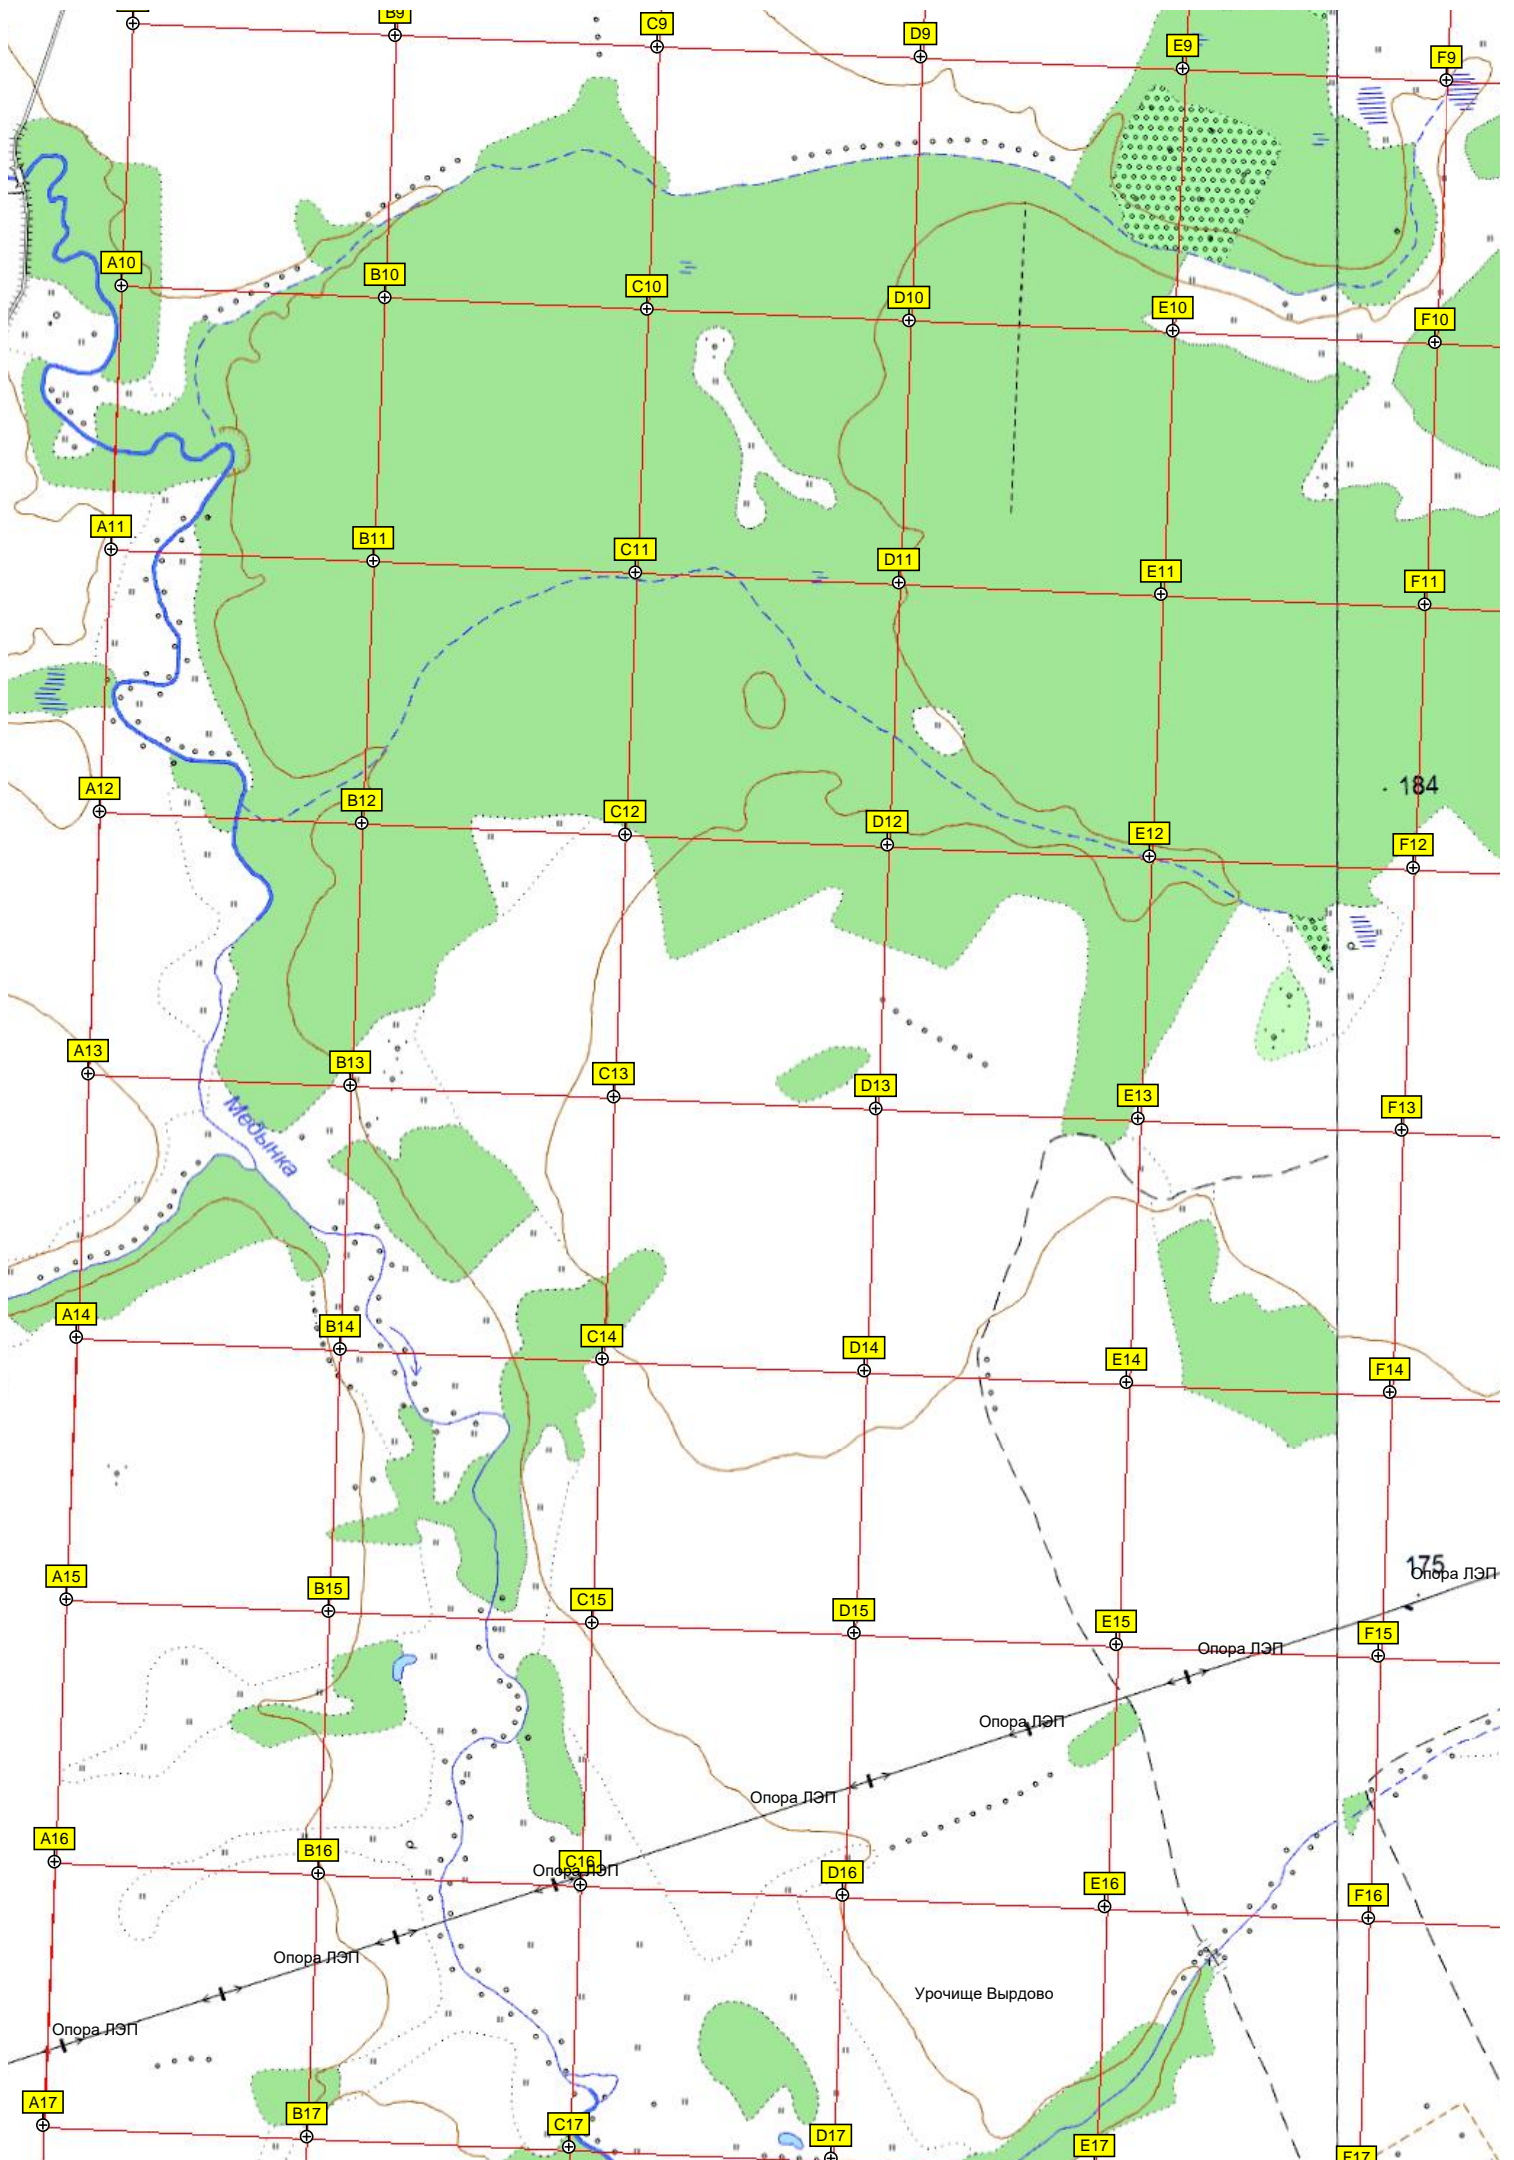 B9
C9
D9
E9
F9
A10
B10
C10
D10
E10
F10
A11
B11
C11
D11
E11
F11
184
A12
B12
C12
D12
E12
F12
A13
B13
C13
D13
E13
F13
Медынка
A14
B14
C14
D14
E14
F14
175
Опора ЛЭП
A15
B15
C15
D15
E15
F15
Опора ЛЭП
Опора ЛЭП
Опора ЛЭП
A16
B16
C16
Опора ЛЭП
D16
E16
F16
Опора ЛЭП
Урочище Вырдово
Опора ЛЭП
A17
B17
C17
D17
E17
F17